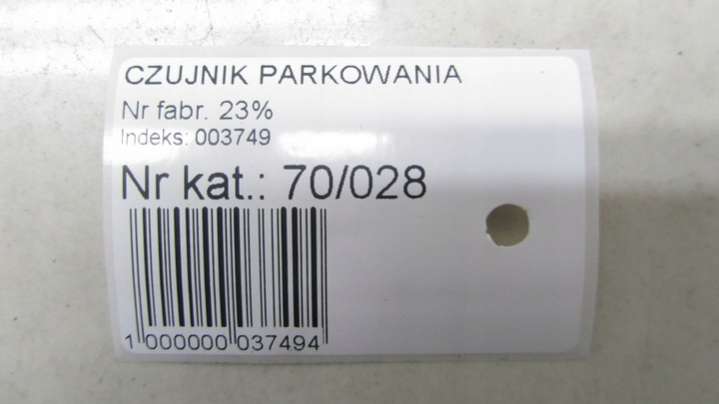 CZUJNIK PARKOWANIA
Nr fabr. 23%
Indeks: 003749
Nr kat.: 70/028
1 000000 037494